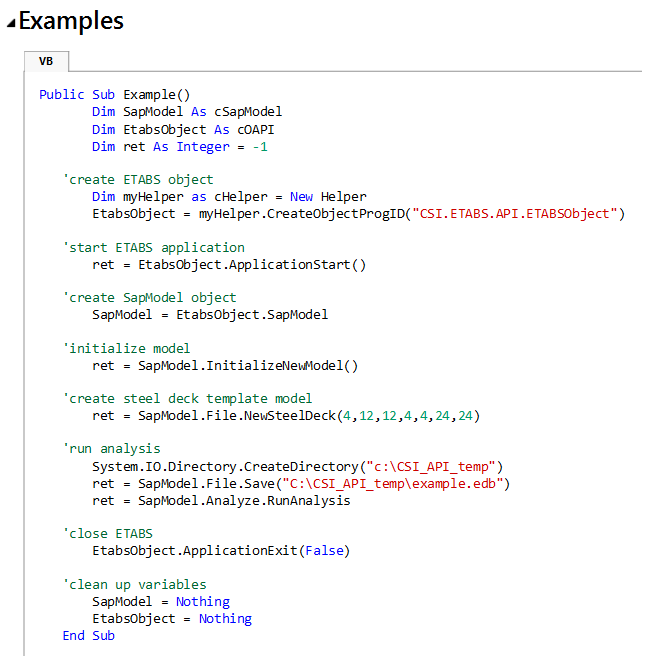 Examples
VB
Public Sub Example()
Dim SapModel As cSapModel
Dim EtabsObject As cOAPI
Dim ret As Integer = -1
'create ETABS object
Dim myHelper as cHelper = New Helper
EtabsObject = myHelper.CreateObjectProgID("CSI.ETABS.API.ETABSObject")
'start ETABS application
ret = EtabsObject.ApplicationStart()
'create SapModel object
SapModel = EtabsObject.SapModel
'initialize model
ret = SapModel.InitializeNewModel()
'create steel deck template model
ret = SapModel.File.NewSteelDeck(4,12,12,4,4,24,24)
'run analysis
System.IO.Directory.CreateDirectory("c:\CSI_API_temp")
ret = SapModel.File.Save("C:\CSI_API_temp\example.edb")
ret = SapModel.Analyze.RunAnalysis
'close ETABS
EtabsObject.ApplicationExit(False)
'clean up variables
SapModel = Nothing
EtabsObject = Nothing
End Sub